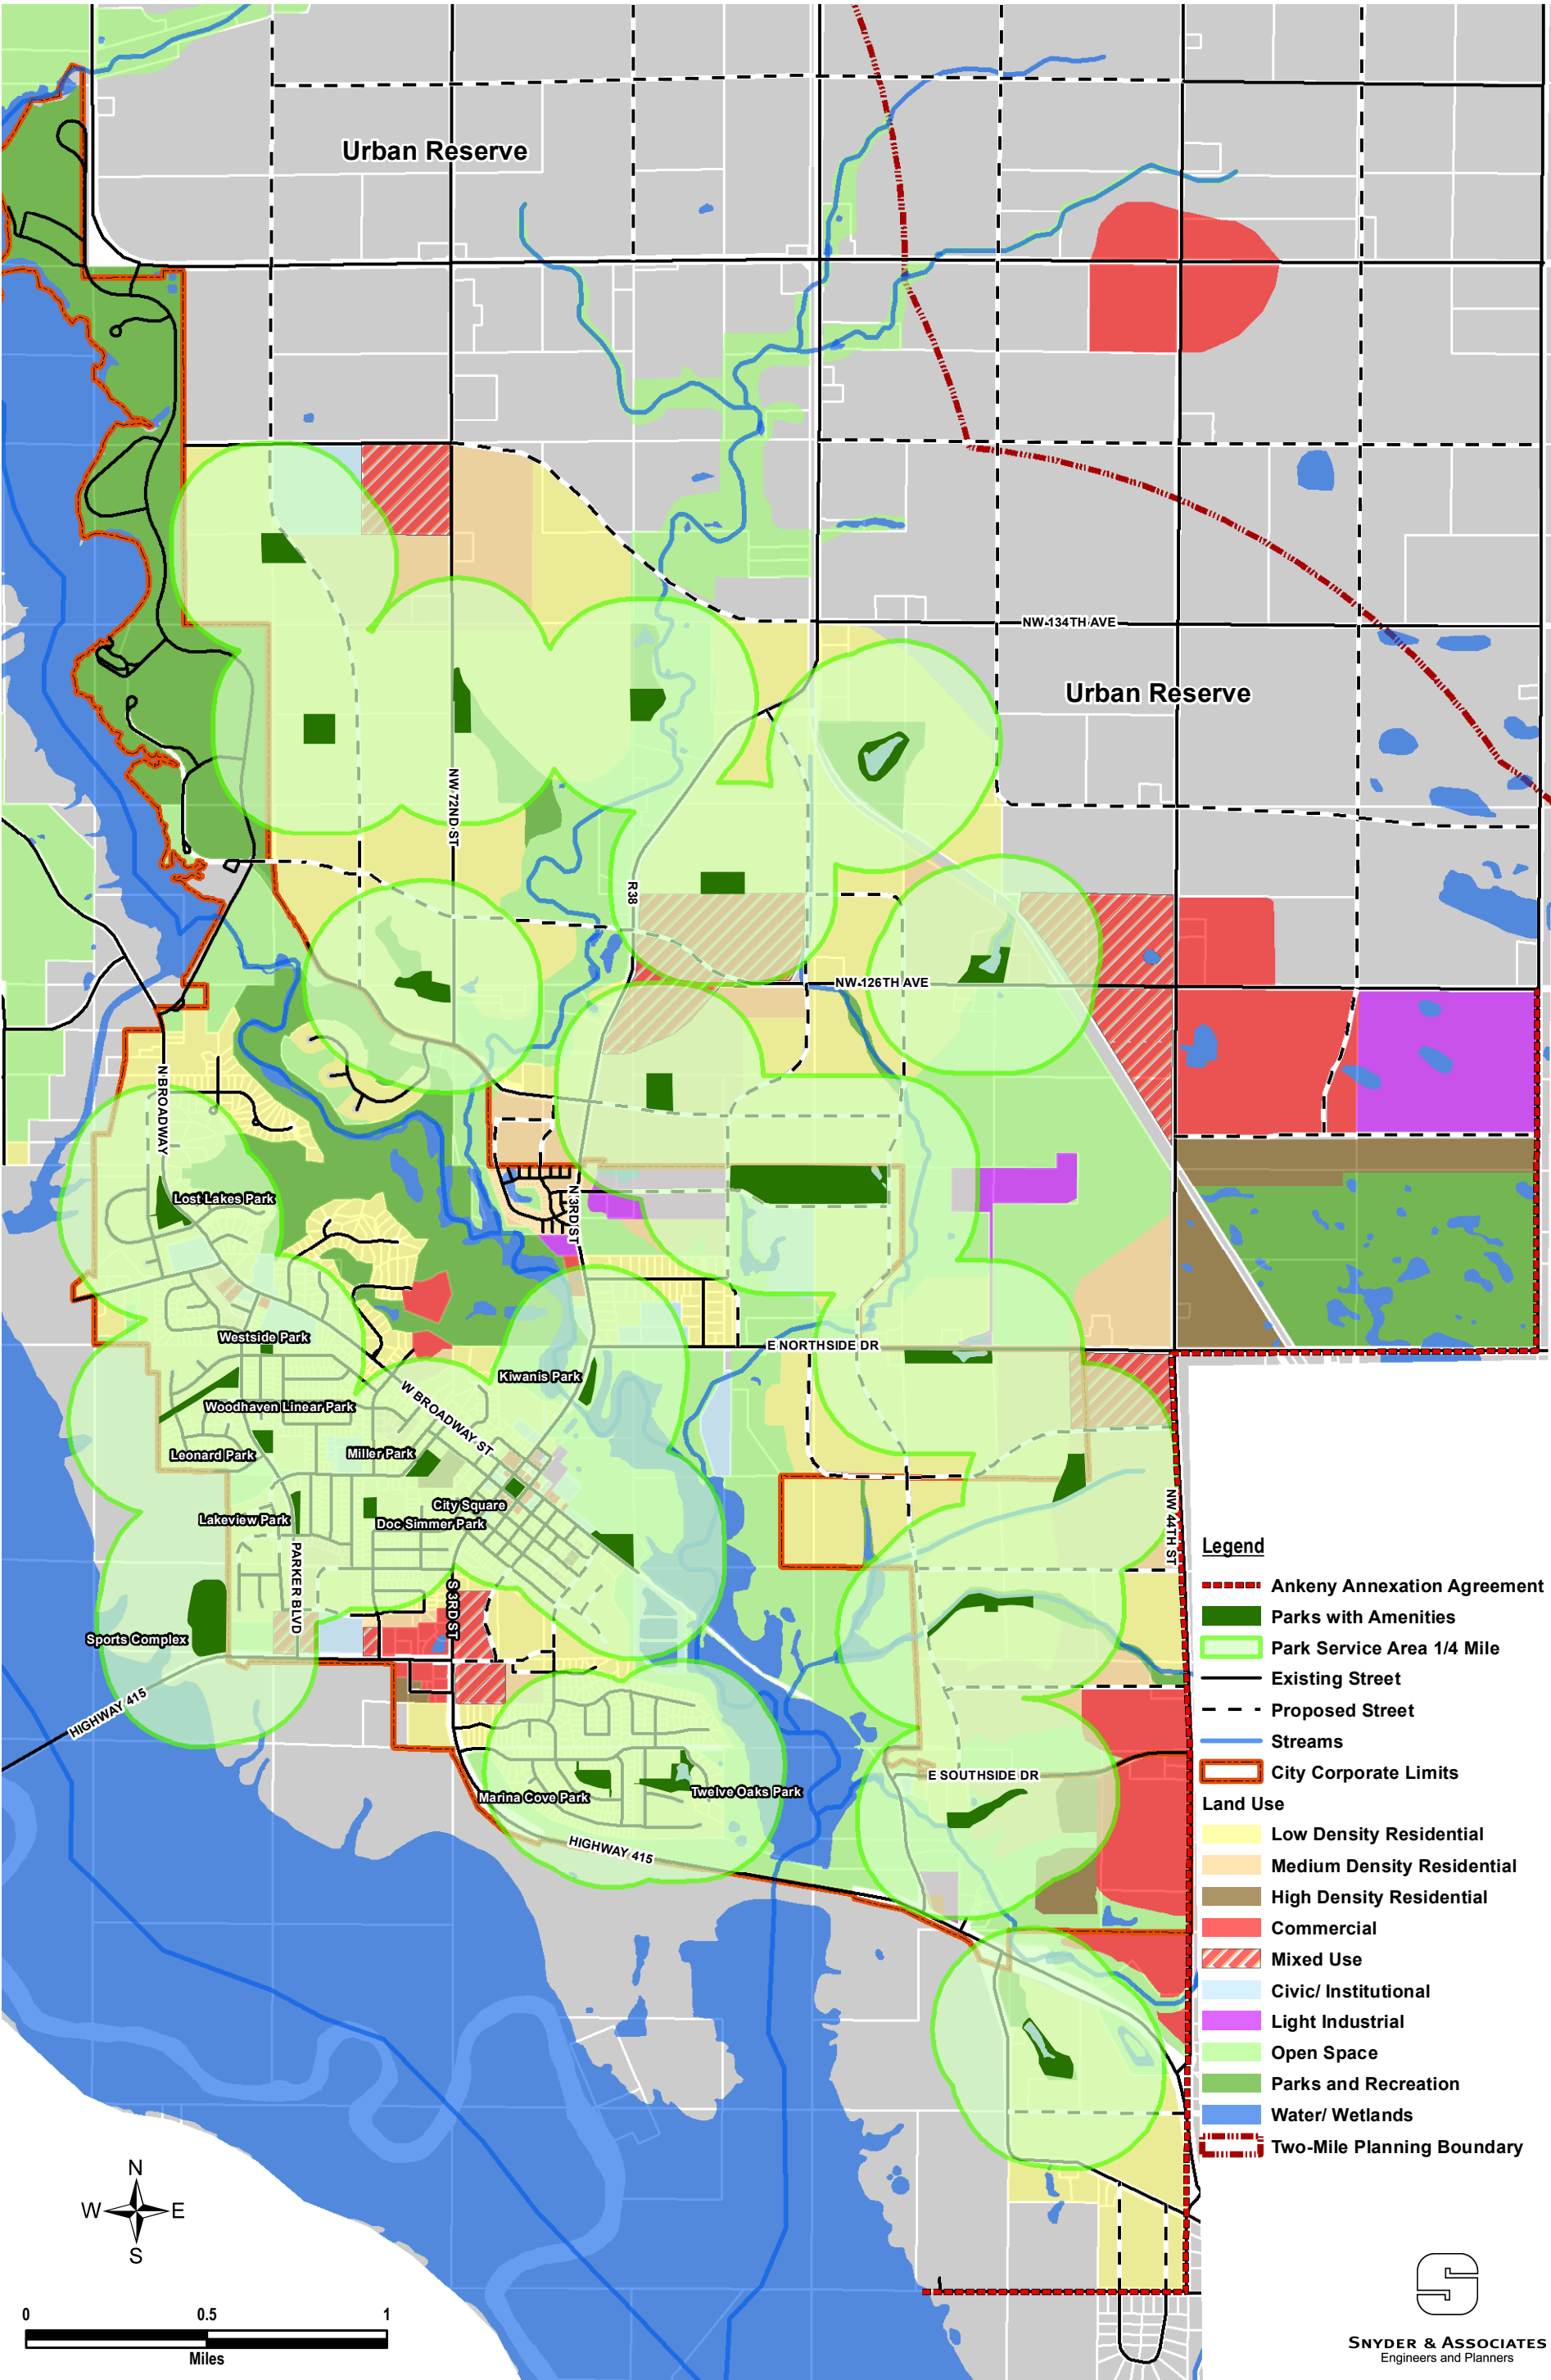 Urban Reserve
NW 134TH AVE
Urban Reserve
NW 72ND ST
R38
NW 126TH AVE
N BROADWAY
Lost Lakes Park
N 3RD ST
Westside Park
E NORTHSIDE DR
Kiwanis Park
W BROADWAY ST
Woodhaven Linear Park
Leonard Park
Miller Park
City Square
Lakeview Park
Doc Simmer Park
PARKER BLVD
NW 44TH ST
S 3RD ST
Sports Complex
HIGHWAY 415
E SOUTHSIDE DR
Marina Cove Park
Twelve Oaks Park
HIGHWAY 415
Legend
Ankeny Annexation Agreement
Parks with Amenities
Park Service Area 1/4 Mile
Existing Street
Proposed Street
Streams
City Corporate Limits
Land Use
Low Density Residential
Medium Density Residential
High Density Residential
Commercial
Mixed Use
Civic/ Institutional
Light Industrial
Open Space
Parks and Recreation
Water/ Wetlands
Two-Mile Planning Boundary
N
W E
S
0 0.5 1
Miles
S
SNYDER & ASSOCIATES
Engineers and Planners